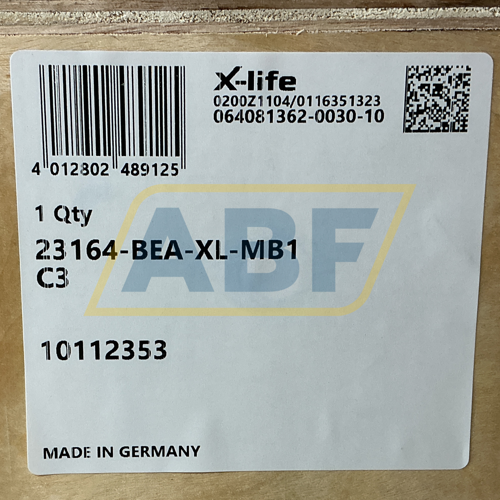 X-life
0200Z1104/0116351323
064081362-0030-10
4 012802 489125
1 Qty
23164-BEA-XL-MB1
C3
ABF
10112353
MADE IN GERMANY